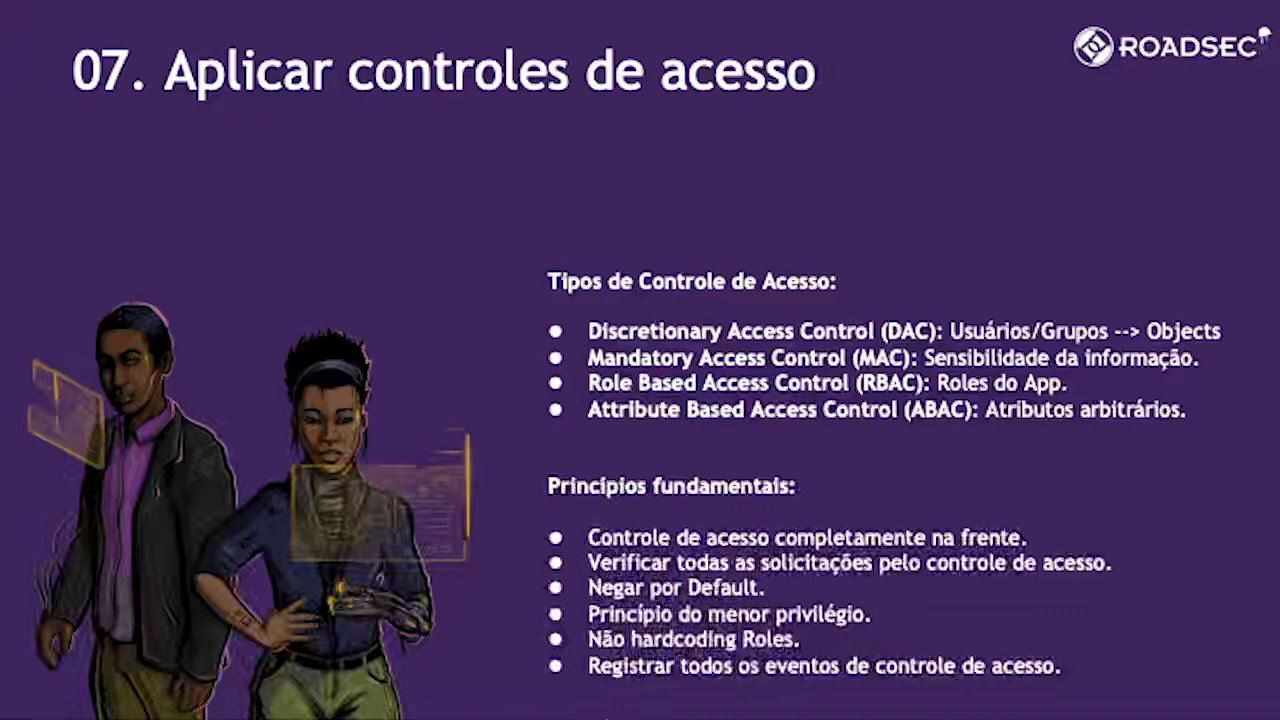 07. Aplicar controles de acesso
ROADSEC
Tipos de Controle de Acesso:
● Discretionary Access Control (DAC): Usuários/Grupos --> Objects
● Mandatory Access Control (MAC): Sensibilidade da informação.
● Role Based Access Control (RBAC): Roles do App.
● Attribute Based Access Control (ABAC): Atributos arbitrários.
Princípios fundamentais:
● Controle de acesso completamente na frente.
● Verificar todas as solicitações pelo controle de acesso.
● Negar por Default.
● Princípio do menor privilégio.
● Não hardcoding Roles.
● Registrar todos os eventos de controle de acesso.